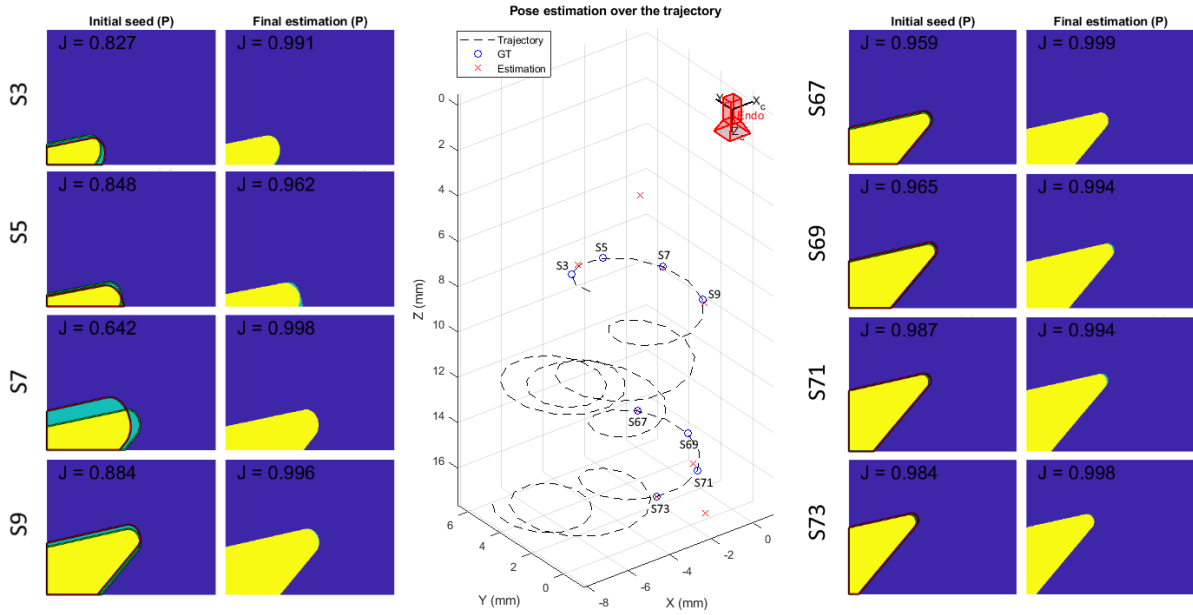 Initial seed (P)
Final estimation (P)
S3
J = 0.827
J = 0.991
S5
J = 0.848
J = 0.962
S7
J = 0.642
J = 0.998
S9
J = 0.884
J = 0.996
Pose estimation over the trajectory
Trajectory
GT
Estimation
0
2
4
6
8
10
12
14
16
Z (mm)
6
4
2
0
Y (mm)
-8
-6
-4
-2
0
X (mm)
X c
Endo
S3
S5
S7
S9
S67
S69
S71
S73
Initial seed (P)
Final estimation (P)
S67
J = 0.959
J = 0.999
S69
J = 0.965
J = 0.994
S71
J = 0.987
J = 0.994
S73
J = 0.984
J = 0.998